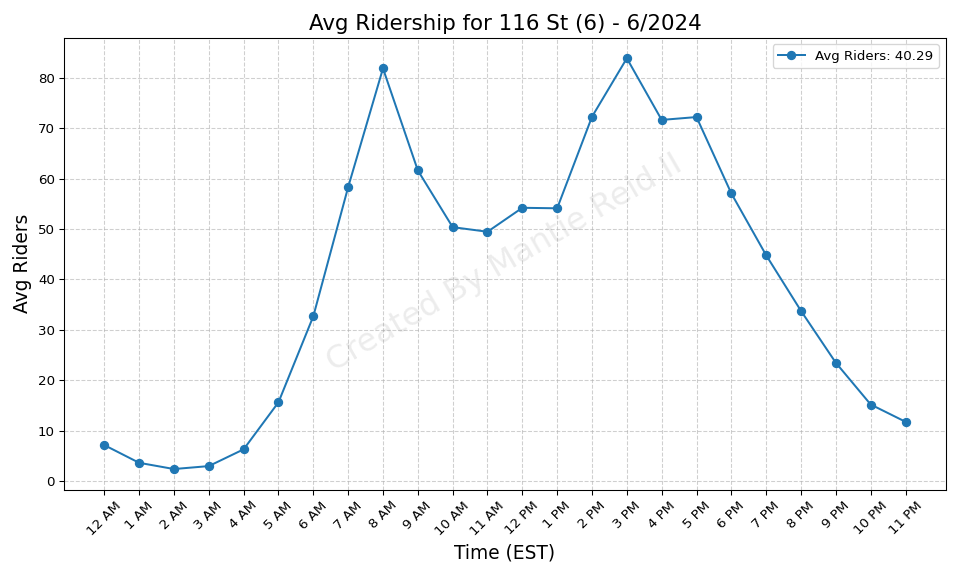 Avg Ridership for 116 St (6) - 6/2024
Avg Riders: 40.29
Avg Riders
80
70
60
50
40
30
20
10
0
Created By Mantle Reid II
12 AM
1 AM
2 AM
3 AM
4 AM
5 AM
6 AM
7 AM
8 AM
9 AM
10 AM
11 AM
12 PM
1 PM
2 PM
3 PM
4 PM
5 PM
6 PM
7 PM
8 PM
9 PM
10 PM
11 PM
Time (EST)